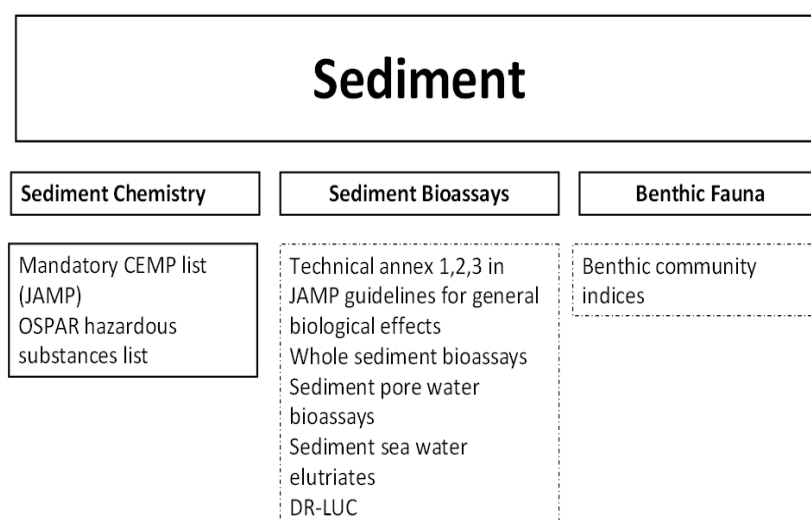 Sediment
Sediment Chemistry
Mandatory CEMP list
(JAMP)
OSPAR hazardous
substances list
Sediment Bioassays
Technical annex 1,2,3 in
JAMP guidelines for general
biological effects
Whole sediment bioassays
Sediment pore water
bioassays
Sediment sea water
elutriates
DR-LUC
Benthic Fauna
Benthic community
indices